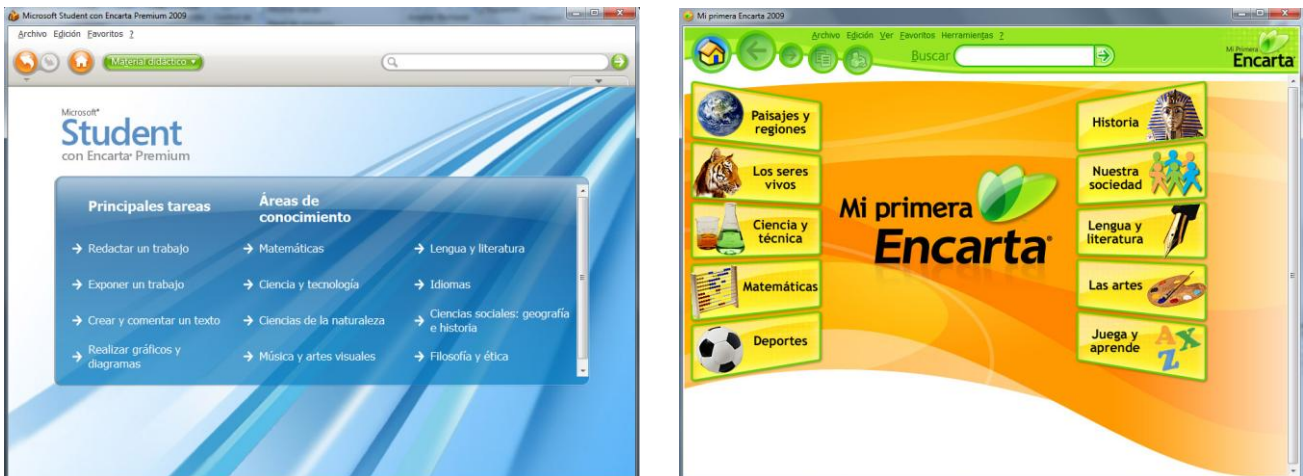 Microsoft Student con Encarta Premium 2009
Archivo Edición Favoritos ?
Material didáctico
Microsoft®
Student
con Encarta® Premium
Principales tareas
Áreas de
conocimiento
Redactar un trabajo
Matemáticas
Lengua y literatura
Exponer un trabajo
Ciencia y tecnología
Idiomas
Crear y comentar un texto
Ciencias de la naturaleza
Ciencias sociales: geografía
e historia
Realizar gráficos y
diagramas
Música y artes visuales
Filosofía y ética
Mi primera Encarta 2009
Archivo Edición Ver Favoritos Herramientas ?
Buscar
Mi Primera
Encarta
Paisajes y
regiones
Los seres
vivos
Ciencia y
técnica
Matemáticas
Deportes
Mi primera
Encarta®
Historia
Nuestra
sociedad
Lengua y
literatura
Las artes
Juega y
aprende
A X
Z